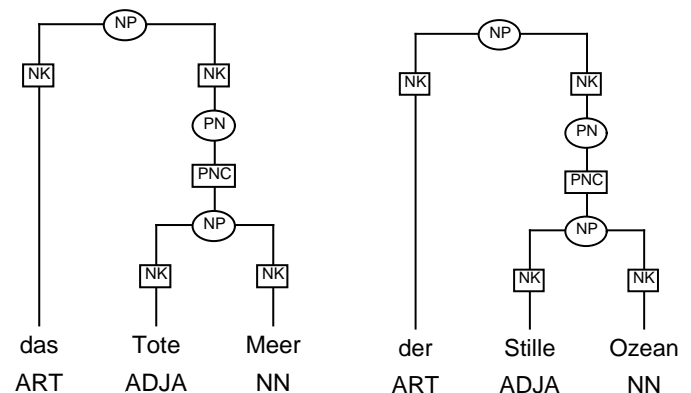 NP NP
NK NK NK NK
PN PN
PNC PNC
NP NP
NK NK NK NK
das Tote Meer der Stille Ozean
ART ADJA NN ART ADJA NN